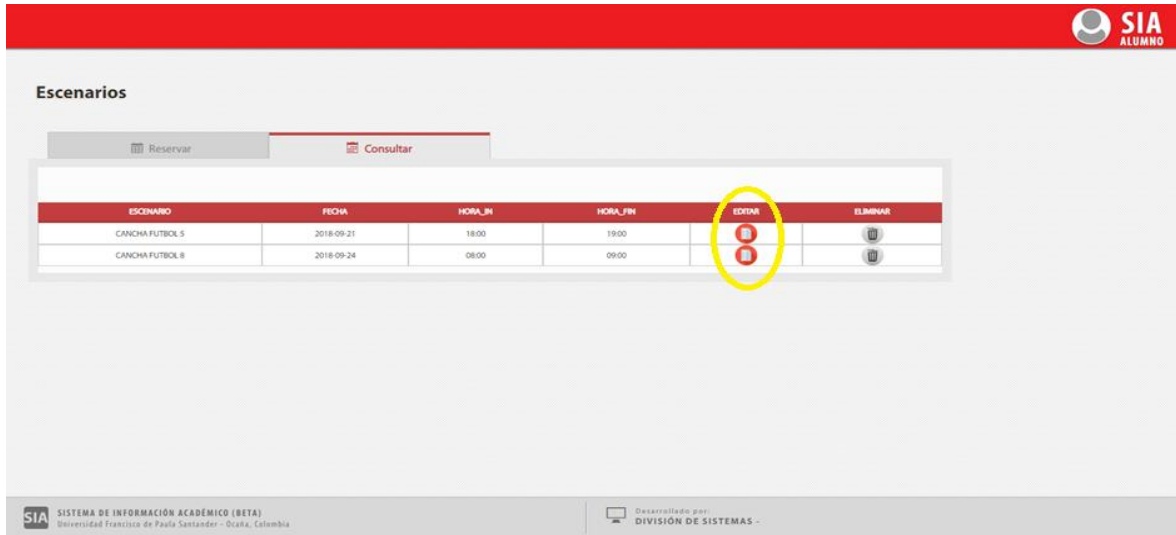 SIA
ALUMNO
Escenarios
Reservar Consultar
ESCENARIO FECHA HORA_IN HORA_FIN EDITAR ELIMINAR
CANCHA FUTBOL 5 2018-09-21 18:00 19:00
CANCHA FUTBOL 8 2018-09-24 08:00 09:00
SIA SISTEMA DE INFORMACIÓN ACADÉMICO (BETA) Desarrollado por:
Universidad Francisco de Paula Santander - Ocaña, Colombia DIVISIÓN DE SISTEMAS -